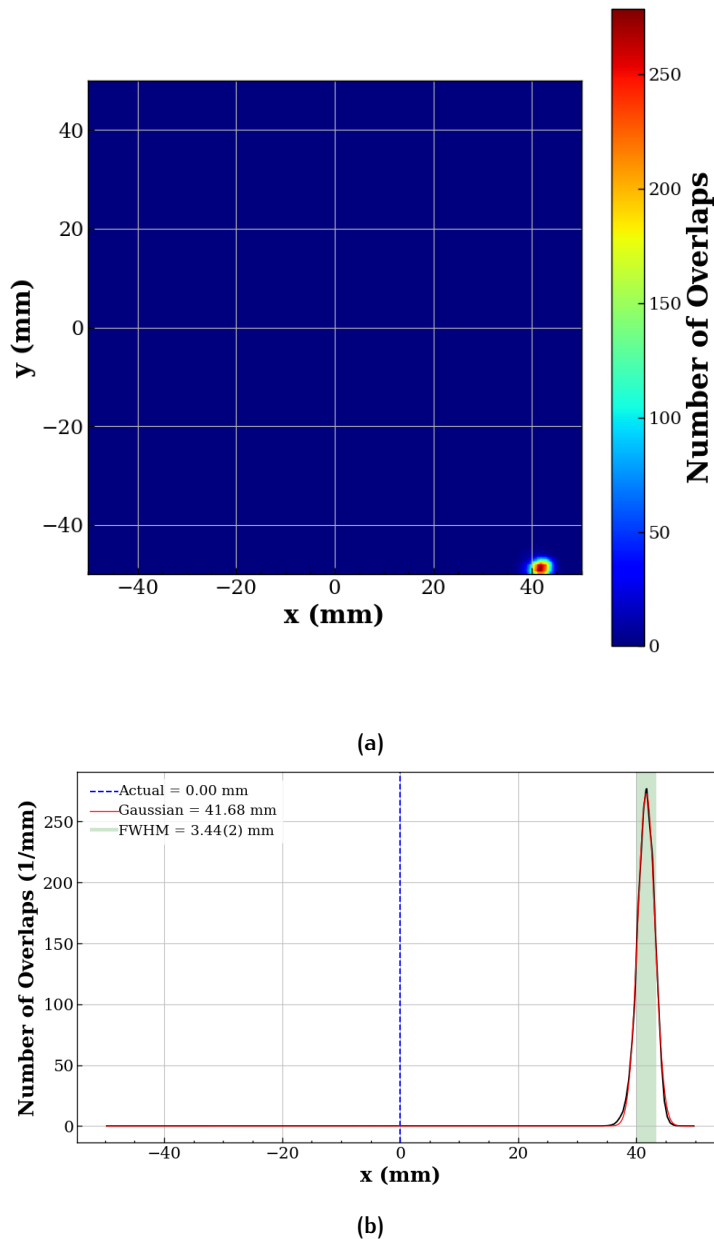 40
20
0
−20
−40
y (mm)
−40
−20
0
20
40
x (mm)
250
200
150
100
50
0
Number of Overlaps
(a)
Actual = 0.00 mm
Gaussian = 41.68 mm
FWHM = 3.44(2) mm
250
200
150
100
50
0
Number of Overlaps (1/mm)
−40
−20
0
20
40
x (mm)
(b)